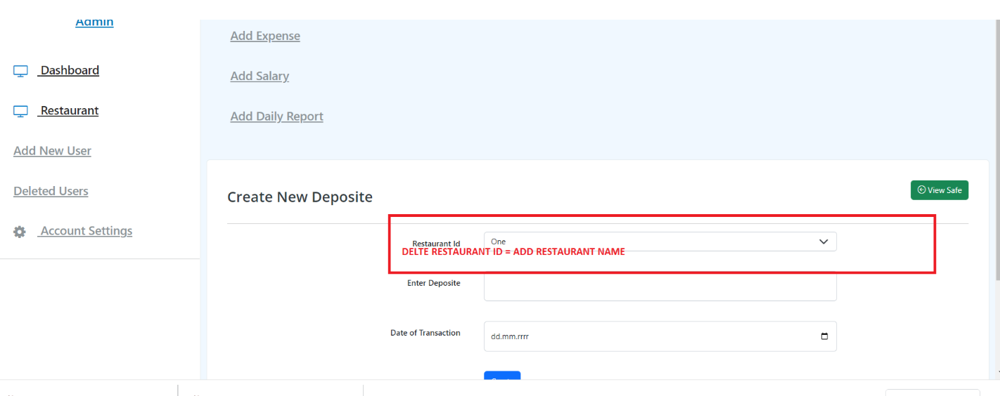 Admin
Dashboard
Restaurant
Add New User
Deleted Users
Account Settings
Add Expense
Add Salary
Add Daily Report
Create New Deposite
View Safe
Restaurant Id
One
DELTE RESTAURANT ID = ADD RESTAURANT NAME
Enter Deposite
Date of Transaction
dd.mm.rrrr